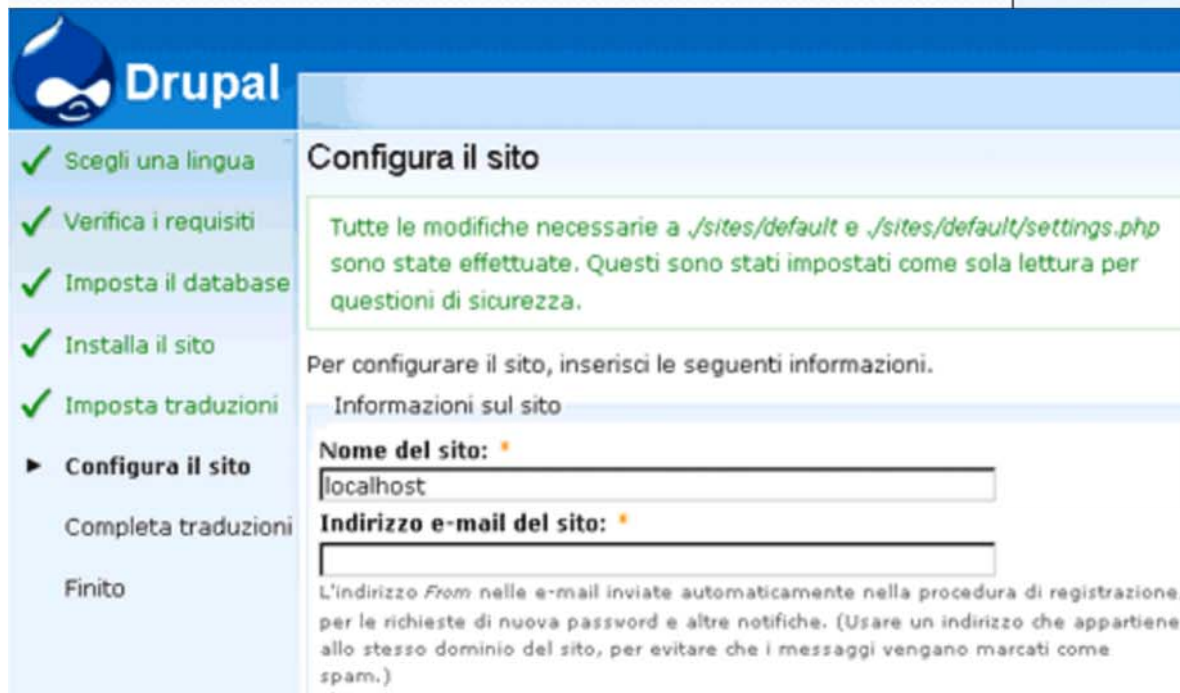 Drupal
Scegli una lingua
Verifica i requisiti
Imposta il database
Installa il sito
Imposta traduzioni
Configura il sito
Completa traduzioni
Finito
Configura il sito
Tutte le modifiche necessarie a ./sites/default e ./sites/default/settings.php
sono state effettuate. Questi sono stati impostati come sola lettura per
questioni di sicurezza.
Per configurare il sito, inserisci le seguenti informazioni.
Informazioni sul sito
Nome del sito: *
localhost
Indirizzo e-mail del sito: *
L'indirizzo From nelle e-mail inviate automaticamente nella procedura di registrazione
per le richieste di nuova password e altre notifiche. (Usare un indirizzo che appartiene
allo stesso dominio del sito, per evitare che i messaggi vengano marcati come
spam.)